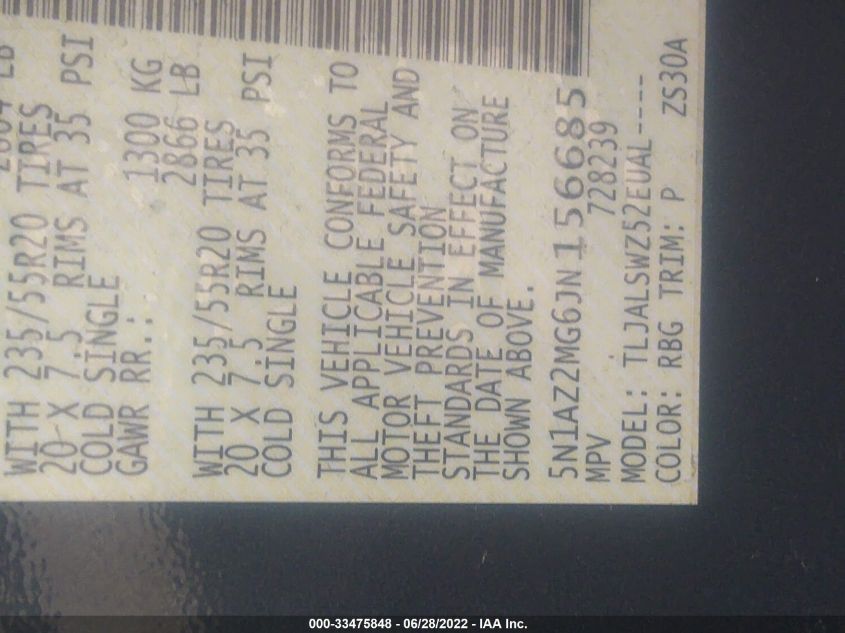 WITH 235/55R20 TIRES
20 X 7.5 RIMS AT 35 PSI
COLD SINGLE
GAWR RR.: 1300 KG
2866 LB
WITH 235/55R20 TIRES
20 X 7.5 RIMS AT 35 PSI
COLD SINGLE
THIS VEHICLE CONFORMS TO
ALL APPLICABLE FEDERAL
MOTOR VEHICLE SAFETY AND
THEFT PREVENTION
STANDARDS IN EFFECT ON
THE DATE OF MANUFACTURE
SHOWN ABOVE.
5N1AZ2MG6JN156685
MPV 728239
MODEL: TLJALSWZ52EUAL----
COLOR: RBG TRIM: P ZS30A
000-33475848 - 06/28/2022 - IAA Inc.